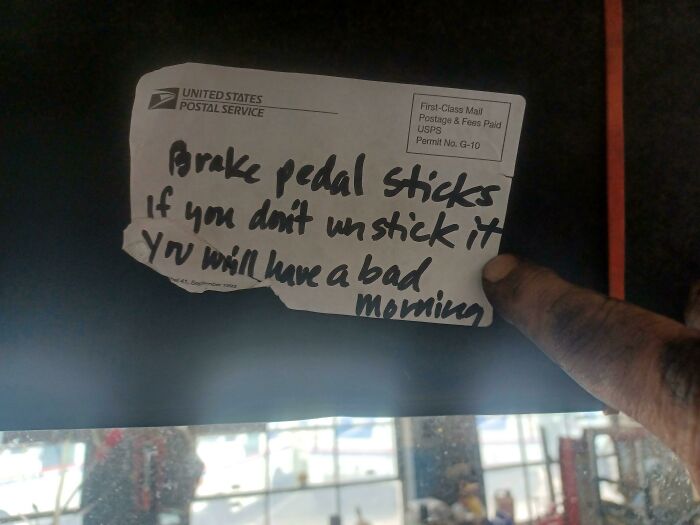 UNITED STATES
POSTAL SERVICE
First-Class Mail
Postage & Fees Paid
USPS
Permit No. G-10
Brake pedal sticks
If you don't unstick it
You will have a bad
morning
September